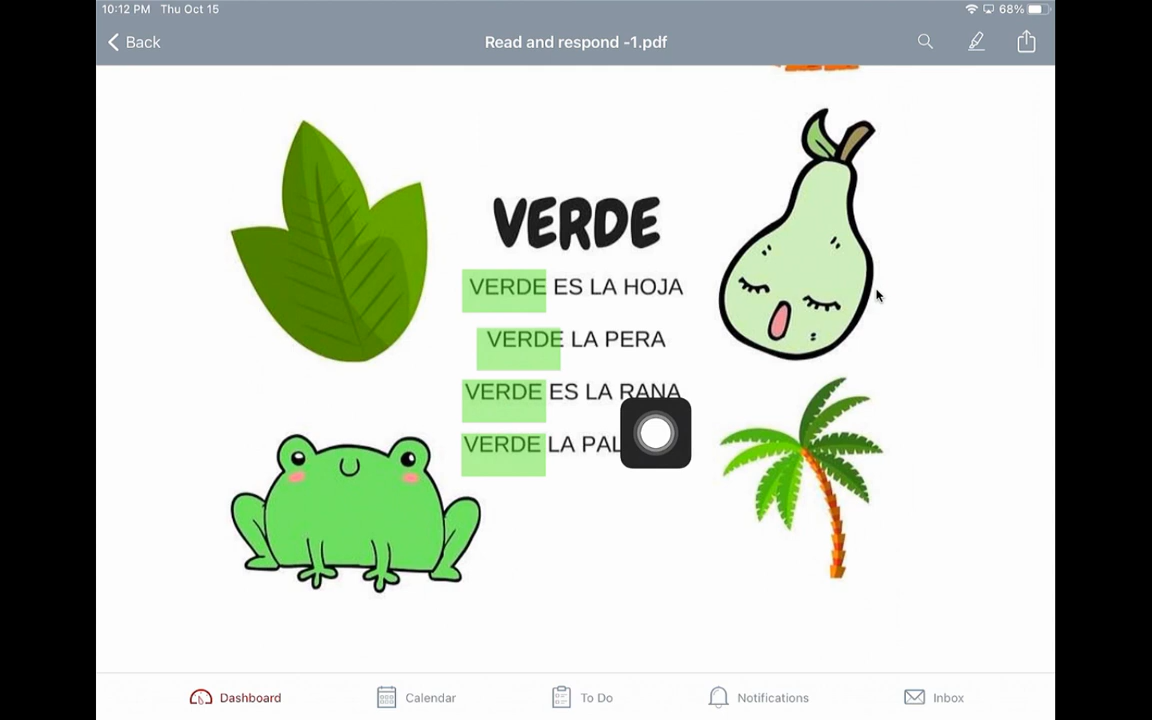 10:12 PM Thu Oct 15
68%
Back
Read and respond -1.pdf
VERDE
VERDE ES LA HOJA
VERDE LA PERA
VERDE ES LA RANA
VERDE LA
Dashboard
Calendar
To Do
Notifications
Inbox